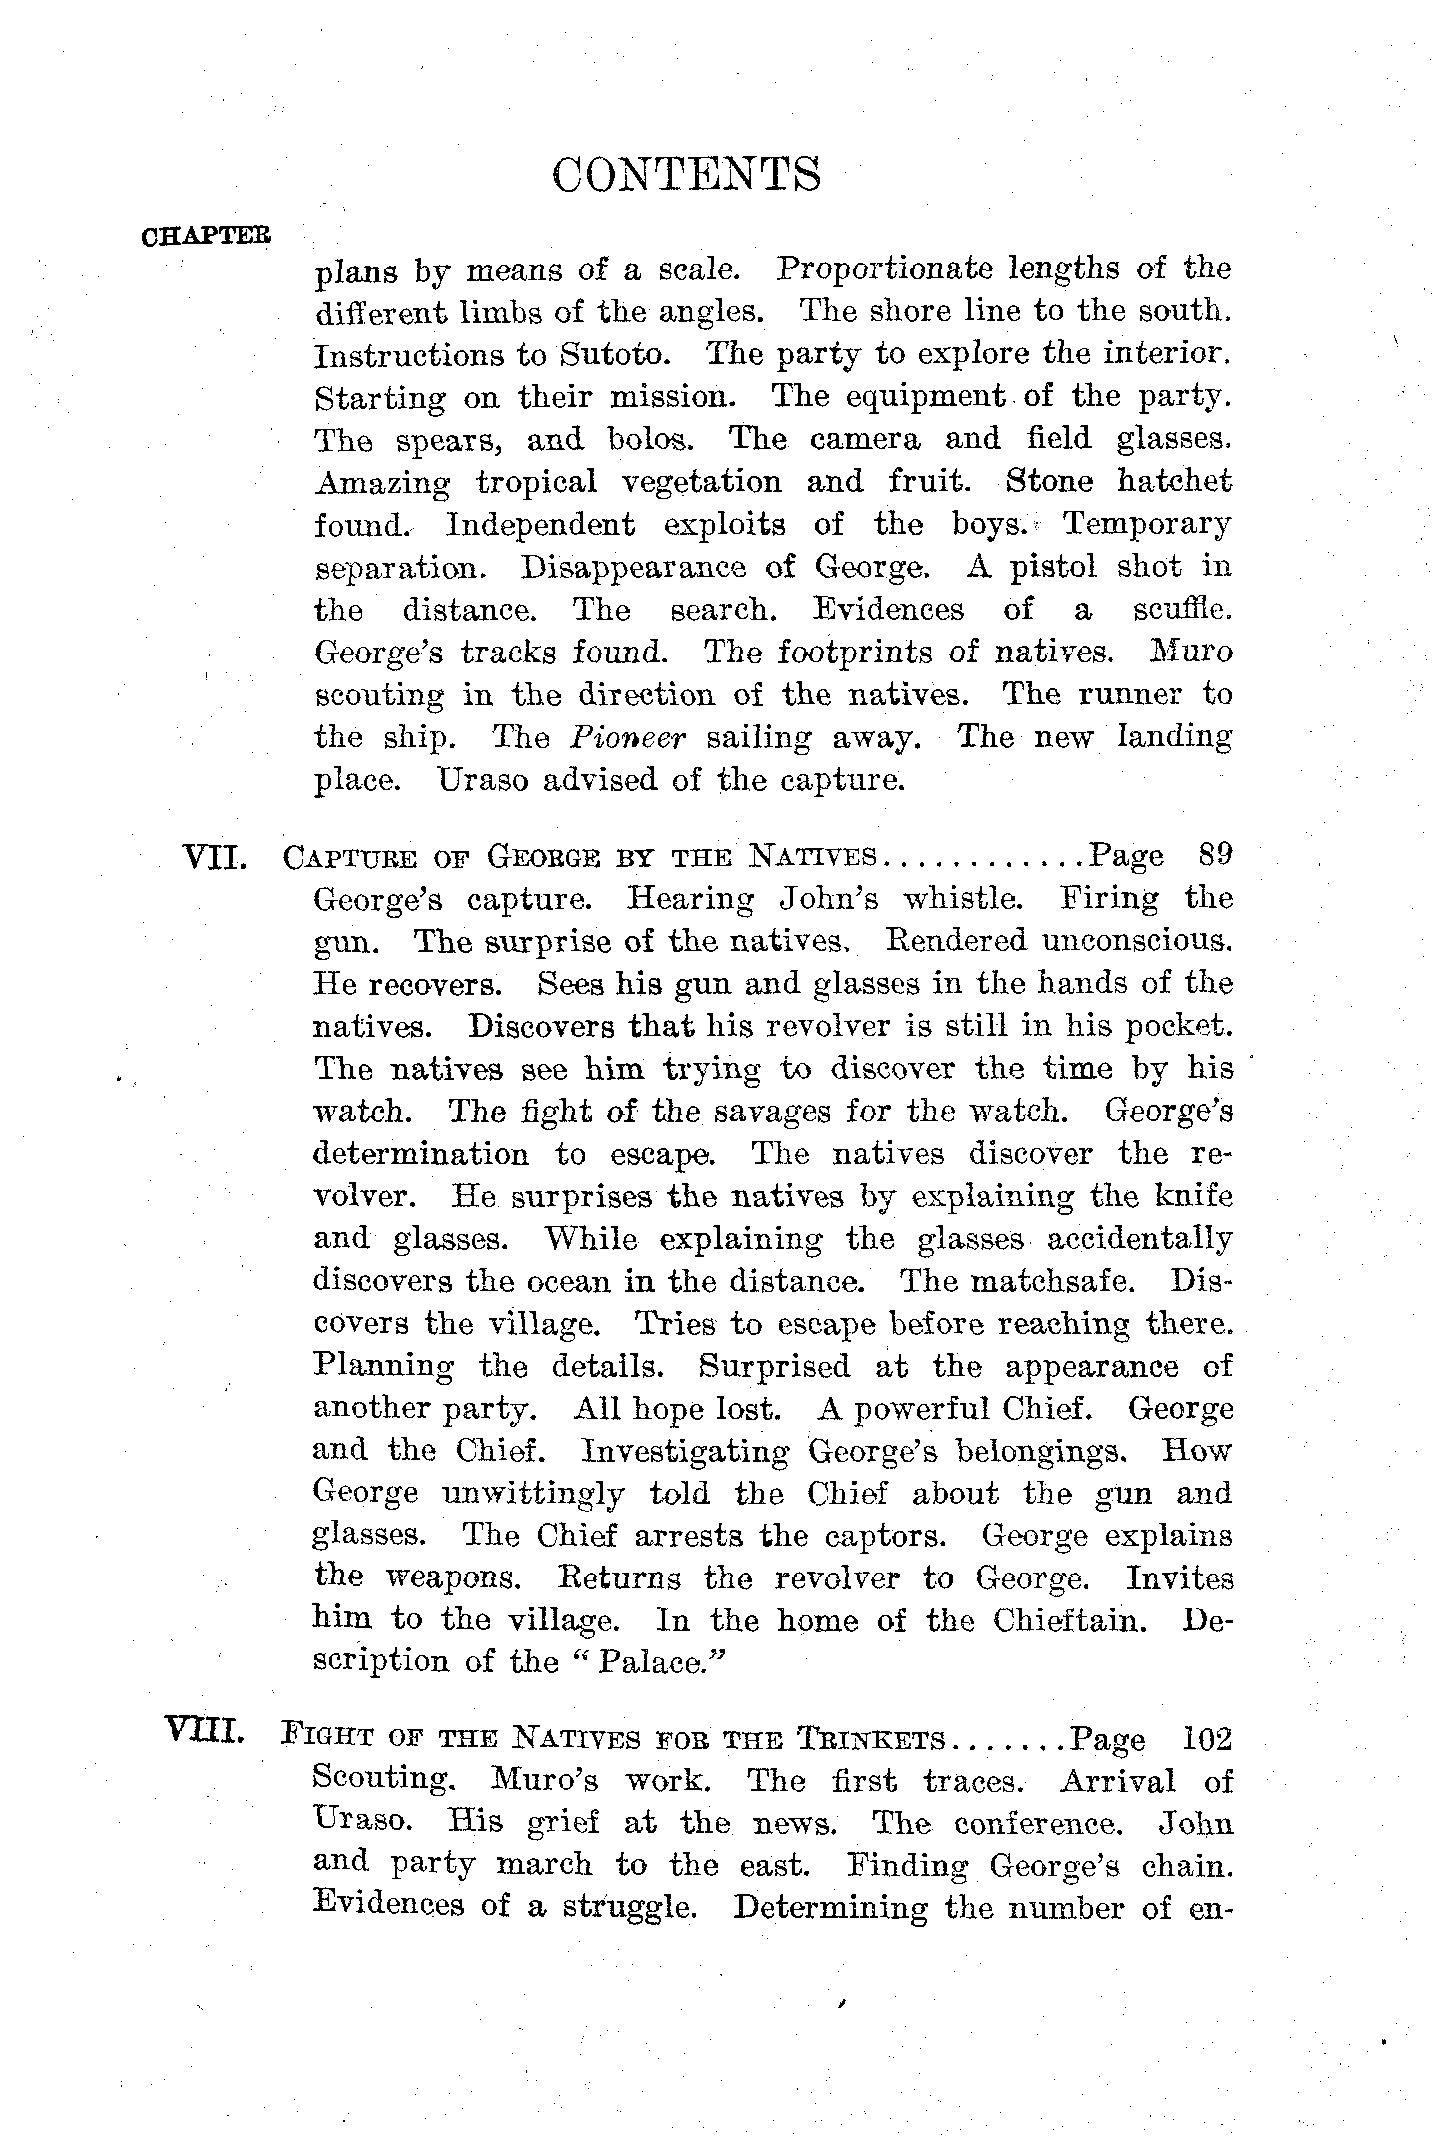 CONTENTS
CHAPTER
plans by means of a scale. Proportionate lengths of the
different limbs of the angles. The shore line to the south.
Instructions to Sutoto. The party to explore the interior.
Starting on their mission. The equipment of the party.
The spears, and bolos. The camera and field glasses.
Amazing tropical vegetation and fruit. Stone hatchet
found. Independent exploits of the boys. Temporary
separation. Disappearance of George. A pistol shot in
the distance. The search. Evidences of a scuffle.
George's tracks found. The footprints of natives. Muro
scouting in the direction of the natives. The runner to
the ship. The Pioneer sailing away. The new landing
place. Uraso advised of the capture.
VII. CAPTURE OF GEORGE BY THE NATIVES............Page 89
George's capture. Hearing John's whistle. Firing the
gun. The surprise of the natives. Rendered unconscious.
He recovers. Sees his gun and glasses in the hands of the
natives. Discovers that his revolver is still in his pocket.
The natives see him trying to discover the time by his
watch. The fight of the savages for the watch. George's
determination to escape. The natives discover the re-
volver. He surprises the natives by explaining the knife
and glasses. While explaining the glasses accidentally
discovers the ocean in the distance. The matchsafe. Dis-
covers the village. Tries to escape before reaching there.
Planning the details. Surprised at the appearance of
another party. All hope lost. A powerful Chief. George
and the Chief. Investigating George's belongings. How
George unwittingly told the Chief about the gun and
glasses. The Chief arrests the captors. George explains
the weapons. Returns the revolver to George. Invites
him to the village. In the home of the Chieftain. De-
scription of the “Palace.”
VIII. FIGHT OF THE NATIVES FOR THE TRINKETS.......Page 102
Scouting. Muro's work. The first traces. Arrival of
Uraso. His grief at the news. The conference. John
and party march to the east. Finding George's chain.
Evidences of a struggle. Determining the number of en-